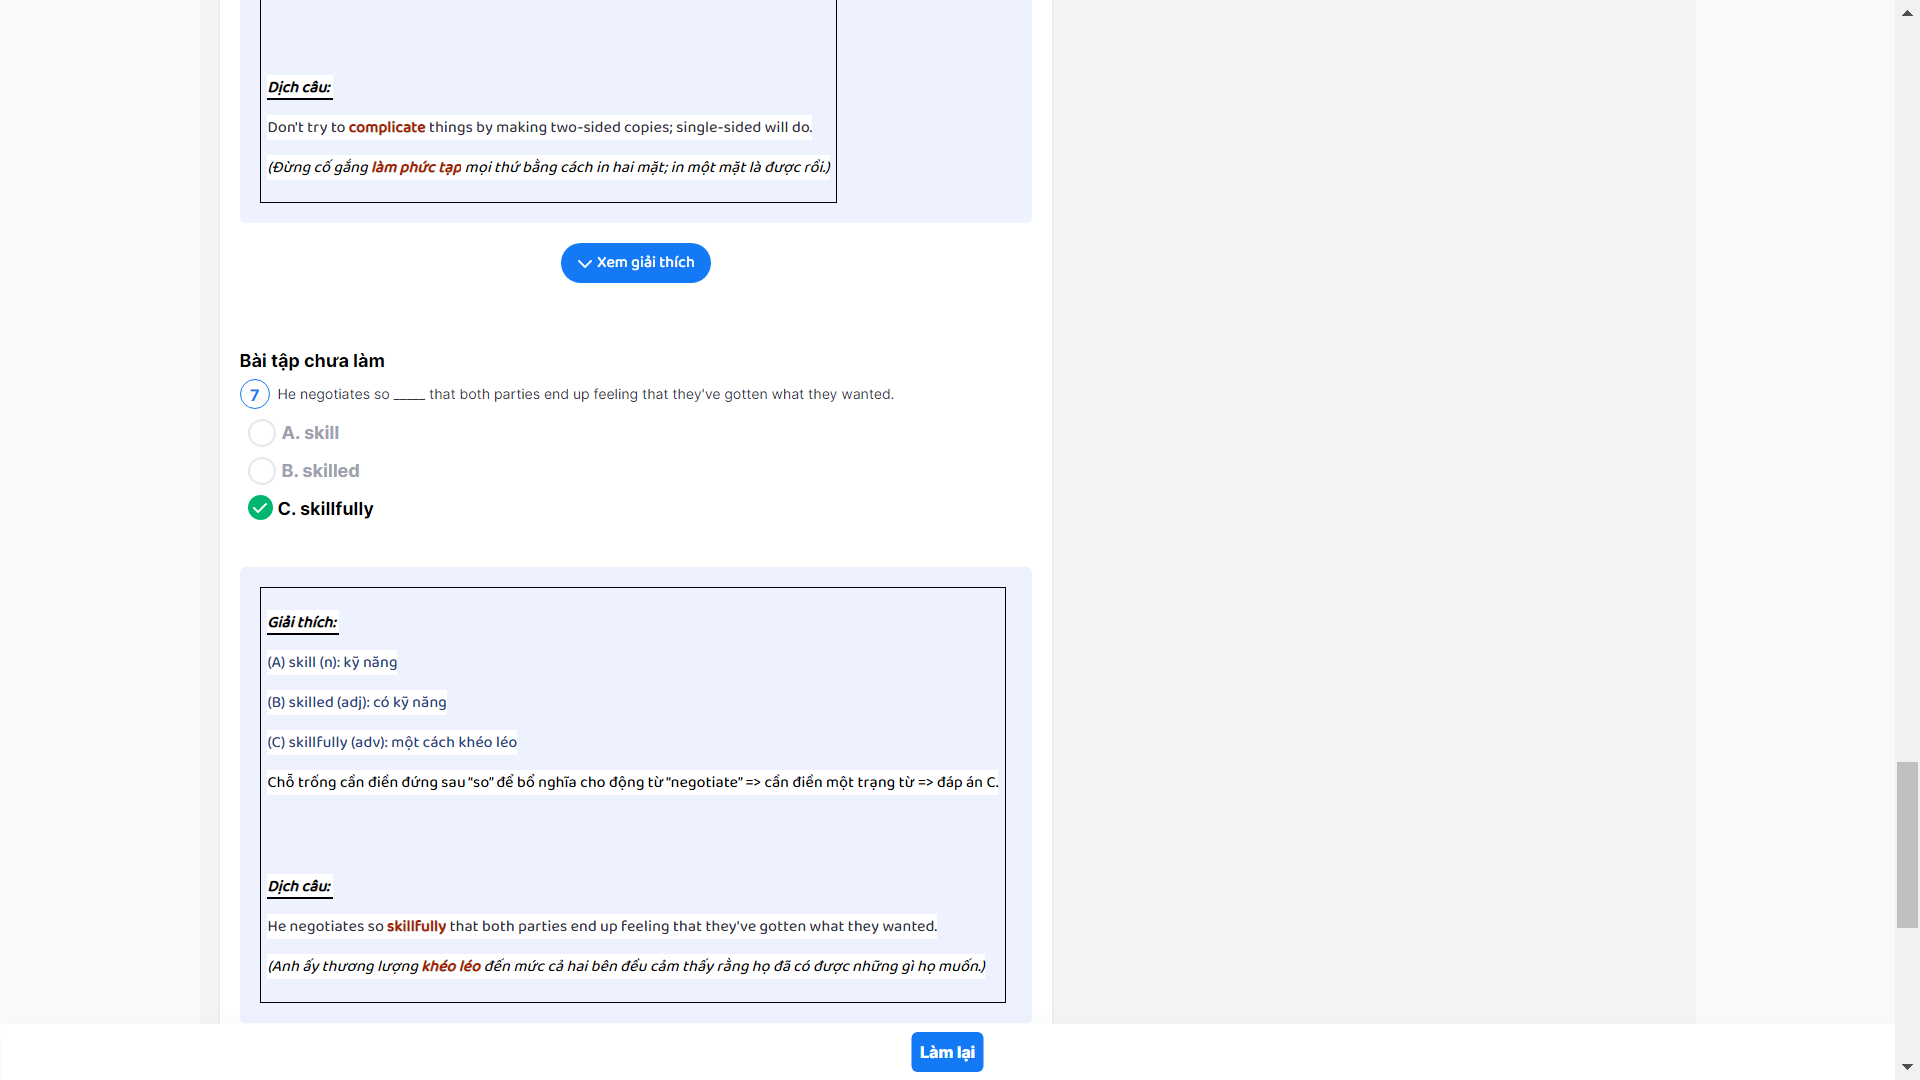 Dịch câu:
Don't try to complicate things by making two-sided copies; single-sided will do.
(Đừng cố gắng làm phức tạp mọi thứ bằng cách in hai mặt; in một mặt là được rồi.)
Xem giải thích
Bài tập chưa làm
7 He negotiates so _____ that both parties end up feeling that they've gotten what they wanted.
A. skill
B. skilled
C. skillfully
Giải thích:
(A) skill (n): kỹ năng
(B) skilled (adj): có kỹ năng
(C) skillfully (adv): một cách khéo léo
Chỗ trống cần điền đứng sau "so" để bổ nghĩa cho động từ "negotiate" => cần điền một trạng từ => đáp án C.
Dịch câu:
He negotiates so skillfully that both parties end up feeling that they've gotten what they wanted.
(Anh ấy thương lượng khéo léo đến mức cả hai bên đều cảm thấy rằng họ đã có được những gì họ muốn.)
Làm lại